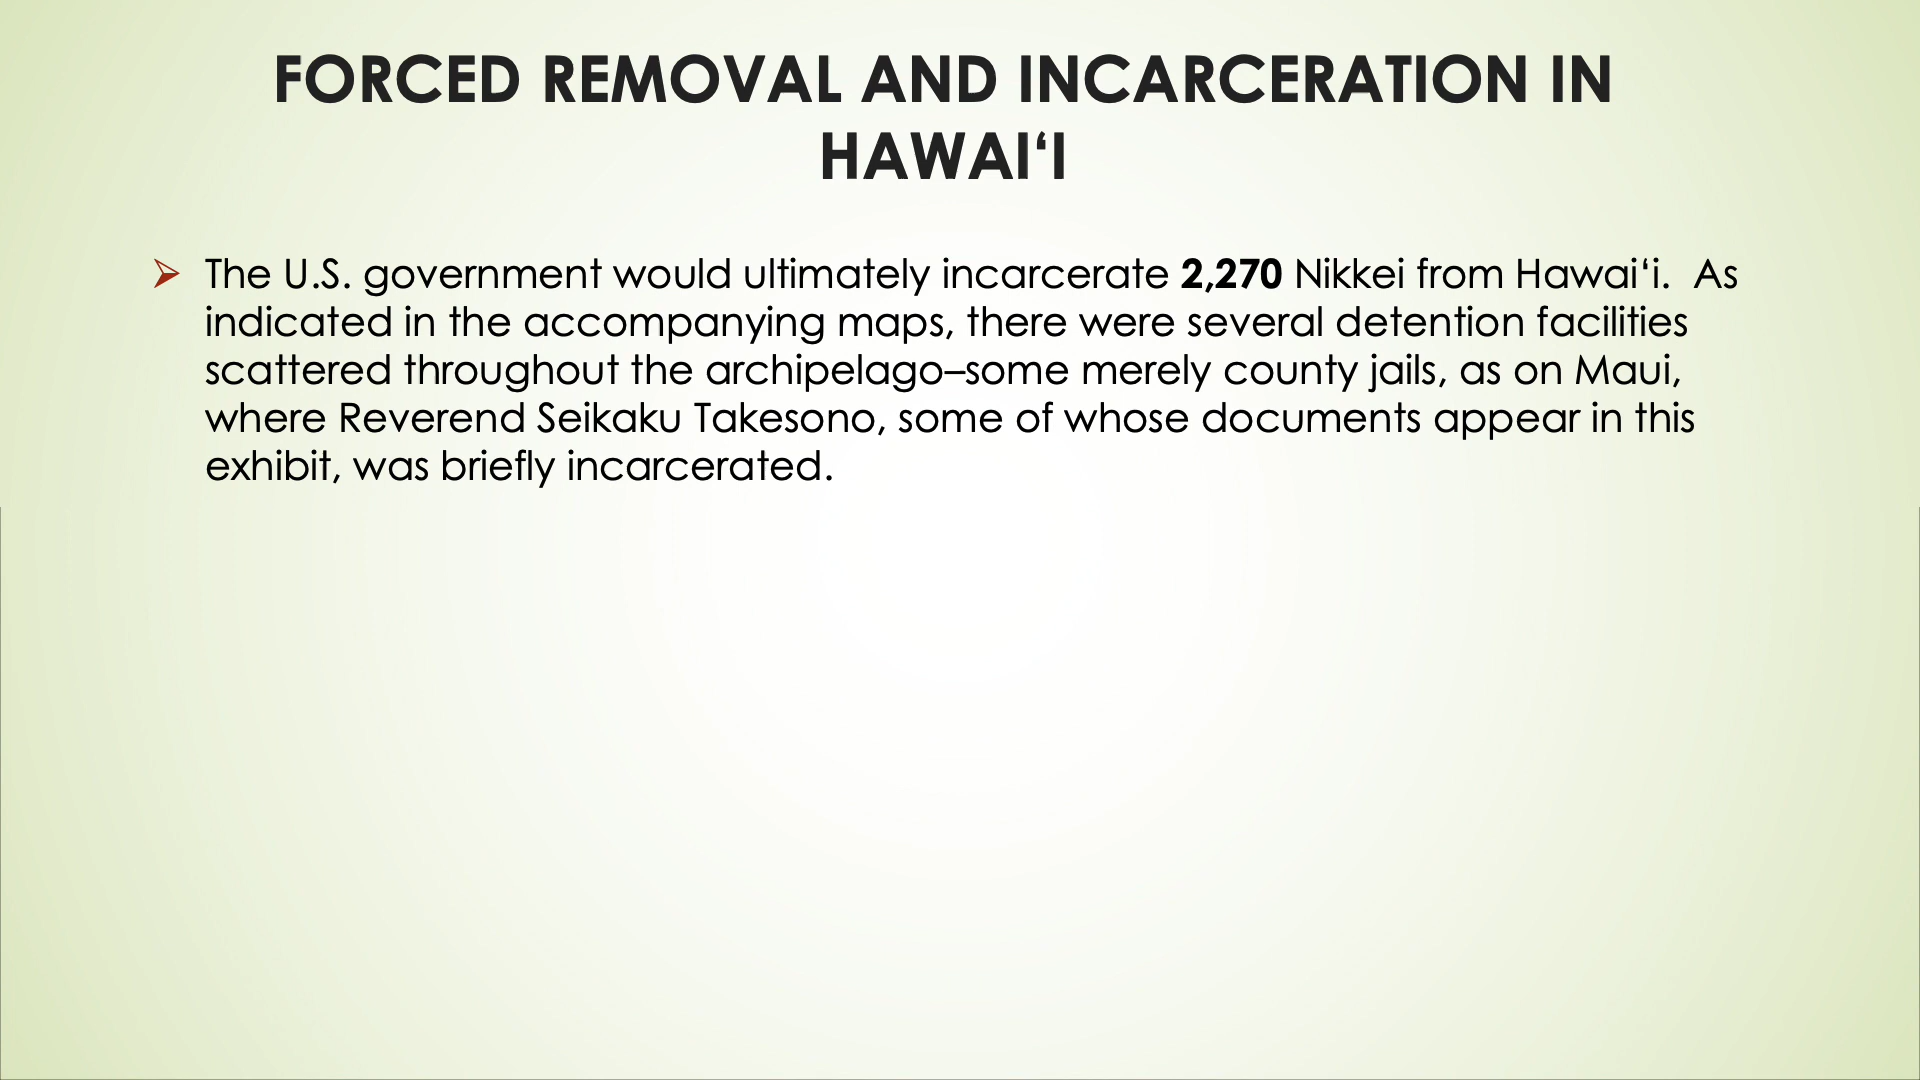 FORCED REMOVAL AND INCARCERATION IN
HAWAI‘I
The U.S. government would ultimately incarcerate 2,270 Nikkei from Hawai‘i.  As
indicated in the accompanying maps, there were several detention facilities
scattered throughout the archipelago–some merely county jails, as on Maui,
where Reverend Seikaku Takesono, some of whose documents appear in this
exhibit, was briefly incarcerated.